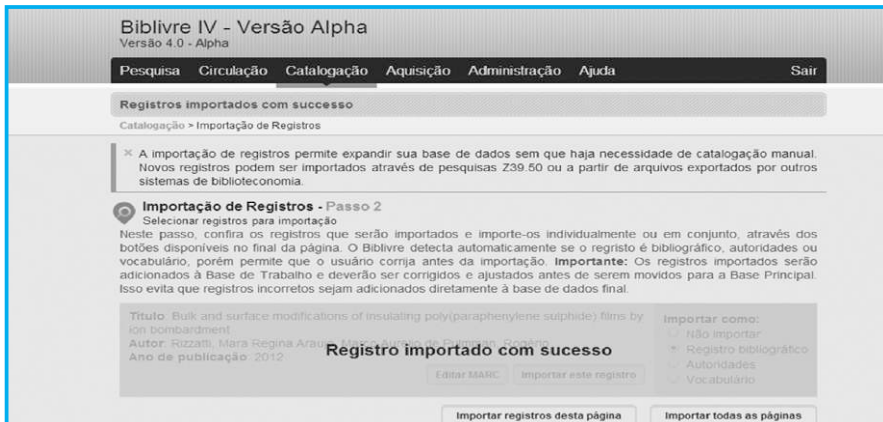 Biblivre IV - Versão Alpha
Versão 4.0 - Alpha
Pesquisa Circulação Catalogação Aquisição Administração Ajuda Sair
Registros importados com successo
Catalogação > Importação de Registros
× A importação de registros permite expandir sua base de dados sem que haja necessidade de catalogação manual.
Novos registros podem ser importados através de pesquisas Z39.50 ou a partir de arquivos exportados por outros
sistemas de biblioteconomia.
Importação de Registros - Passo 2
Selecionar registros para importação
Neste passo, confira os registros que serão importados e importe-os individualmente ou em conjunto, através dos
botões disponíveis no final da página. O Biblivre detecta automaticamente se o regristo é bibliográfico, autoridades ou
vocabulário, porém permite que o usuário corrija antes da importação. Importante: Os registros importados serão
adicionados à Base de Trabalho e deverão ser corrigidos e ajustados antes de serem movidos para a Base Principal.
Isso evita que registros incorretos sejam adicionados diretamente à base de dados final.
Título: Bulk and surface modifications of insulating poly(paraphenylene sulphide) films by
ion bombardment
Autor: Rizzatti, Mara Regina
Ano de publicação: 2012
Registro importado com sucesso
Editar MARC Importar este registro
Importar como:
Não importar
Registro bibliográfico
Autoridades
Vocabulário
Importar registros desta página Importar todas as páginas